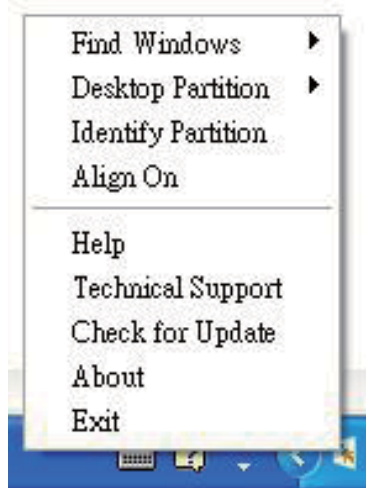 Find Windows
Desktop Partition
Identify Partition
Align On
Help
Technical Support
Check for Update
About
Exit